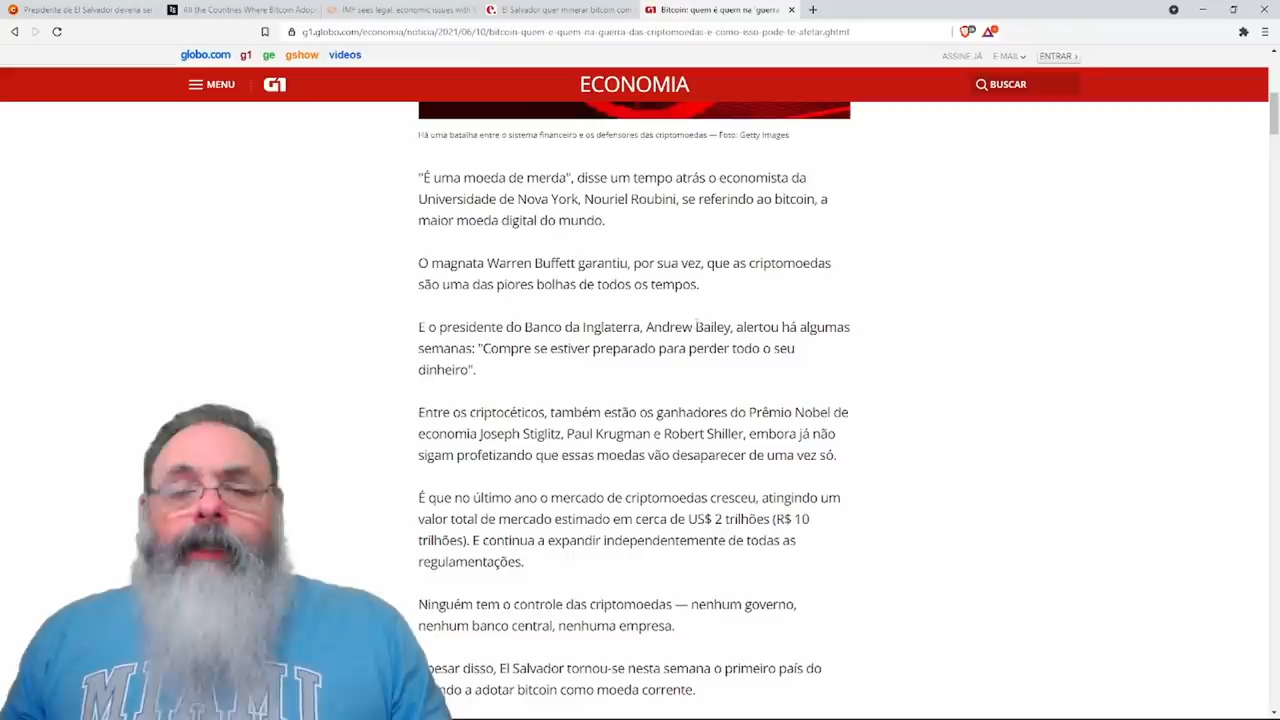 Presidente de El Salvador deveria ser
All the Countries Where Bitcoin Adop
IMF sees legal, economic issues with
El Salvador quer minerar bitcoin com
Bitcoin: quem é quem na 'guerra
g1.globo.com/economia/noticia/2021/06/10/bitcoin-quem-e-quem-na-guerra-das-criptomoedas-e-como-isso-pode-te-afetar.ghtml
globo.com g1 ge gshow videos
ASSINE JÁ E-MAIL ENTRAR ›
MENU G1 ECONOMIA BUSCAR
Há uma batalha entre o sistema financeiro e os defensores das criptomoedas — Foto: Getty Images
"É uma moeda de merda", disse um tempo atrás o economista da
Universidade de Nova York, Nouriel Roubini, se referindo ao bitcoin, a
maior moeda digital do mundo.
O magnata Warren Buffett garantiu, por sua vez, que as criptomoedas
são uma das piores bolhas de todos os tempos.
E o presidente do Banco da Inglaterra, Andrew Bailey, alertou há algumas
semanas: "Compre se estiver preparado para perder todo o seu
dinheiro".
Entre os criptocéticos, também estão os ganhadores do Prêmio Nobel de
economia Joseph Stiglitz, Paul Krugman e Robert Shiller, embora já não
sigam profetizando que essas moedas vão desaparecer de uma vez só.
É que no último ano o mercado de criptomoedas cresceu, atingindo um
valor total de mercado estimado em cerca de US$ 2 trilhões (R$ 10
trilhões). E continua a expandir independentemente de todas as
regulamentações.
Ninguém tem o controle das criptomoedas — nenhum governo,
nenhum banco central, nenhuma empresa.
pesar disso, El Salvador tornou-se nesta semana o primeiro país do
ndo a adotar bitcoin como moeda corrente.
MIAMI